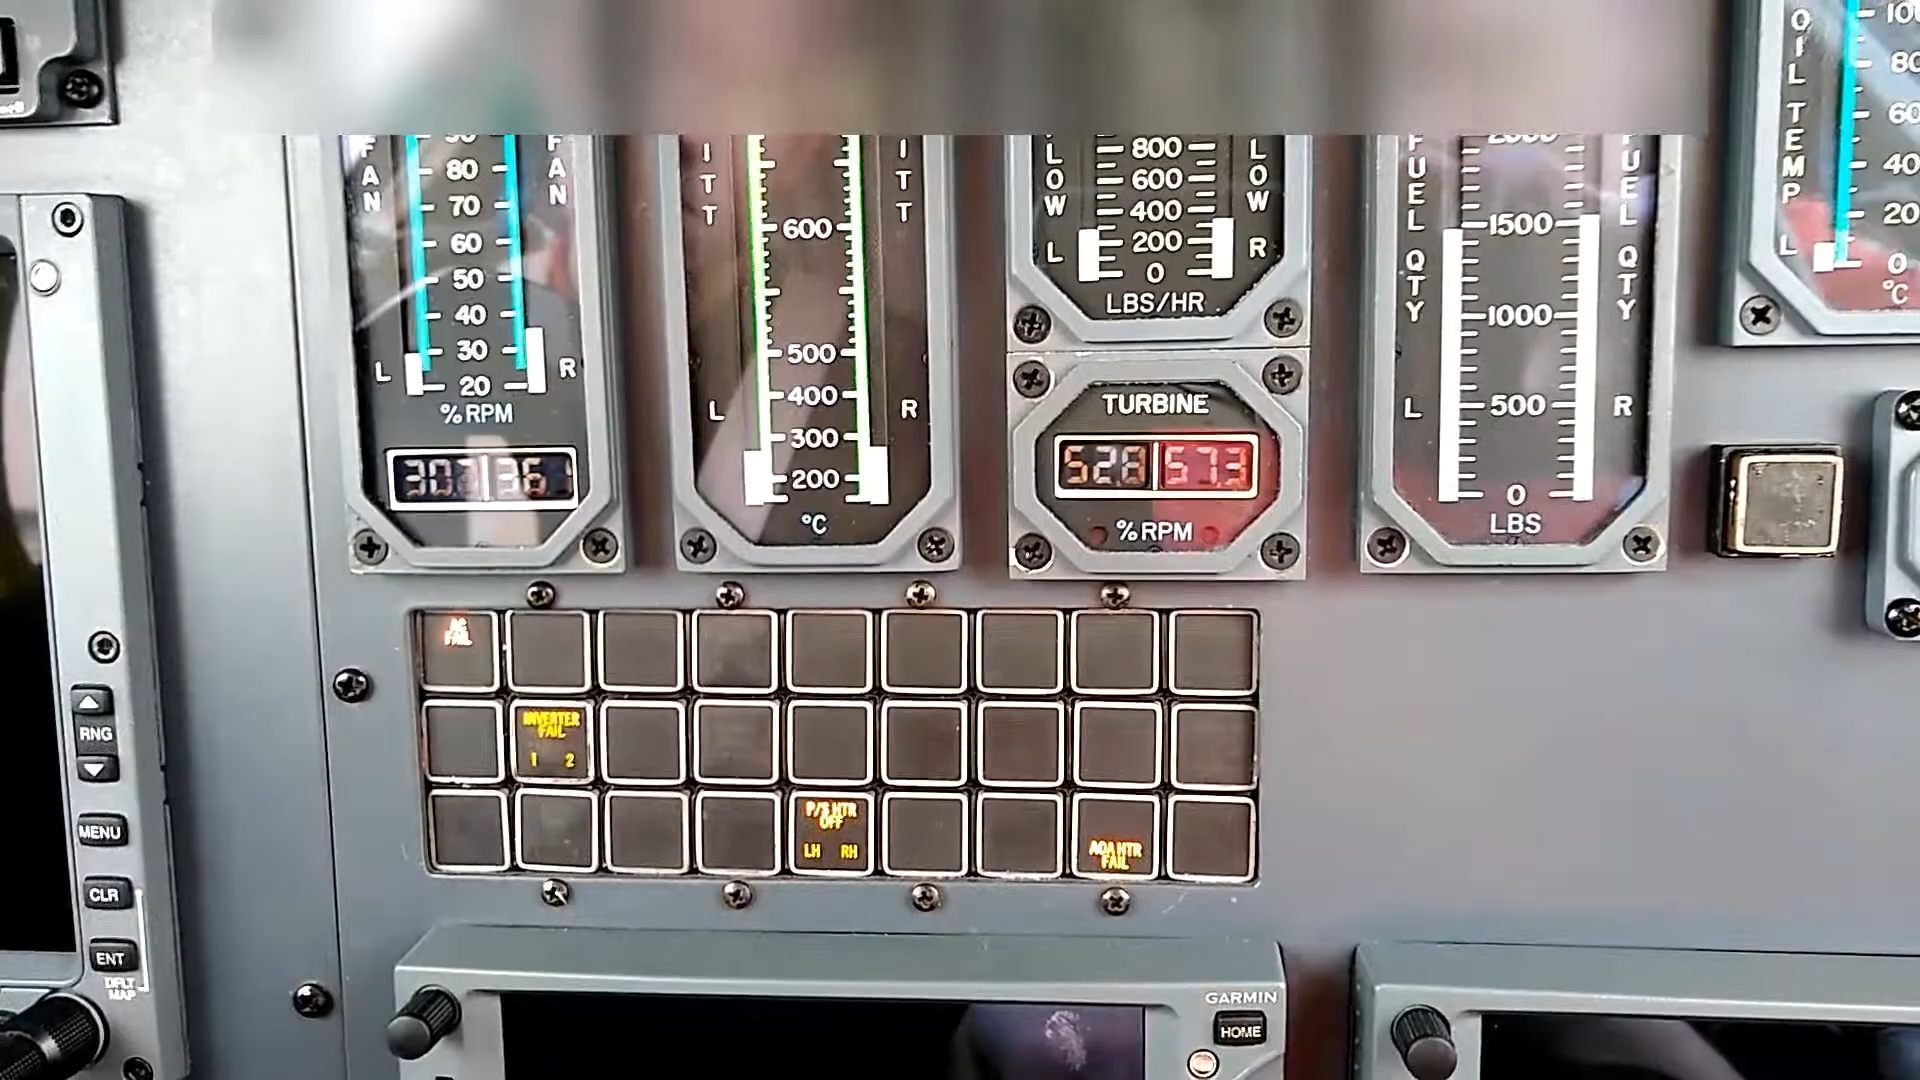 FAN
FAN
90
80
70
60
50
40
30
20
L
R
% RPM
ITT
ITT
600
500
400
300
200
L
R
°C
LOW
LOW
800
600
400
200
0
L
R
LBS/HR
TURBINE
% RPM
FUEL QTY
FUEL QTY
2000
1500
1000
500
0
L
R
LBS
OIL TEMP
100
80
60
40
20
0
L
°C
AC
FAIL
INVERTER
FAIL
1 2
P/S HTR
OFF
LH RH
AOA HTR
FAIL
RNG
MENU
CLR
ENT
DFLT
MAP
GARMIN
HOME